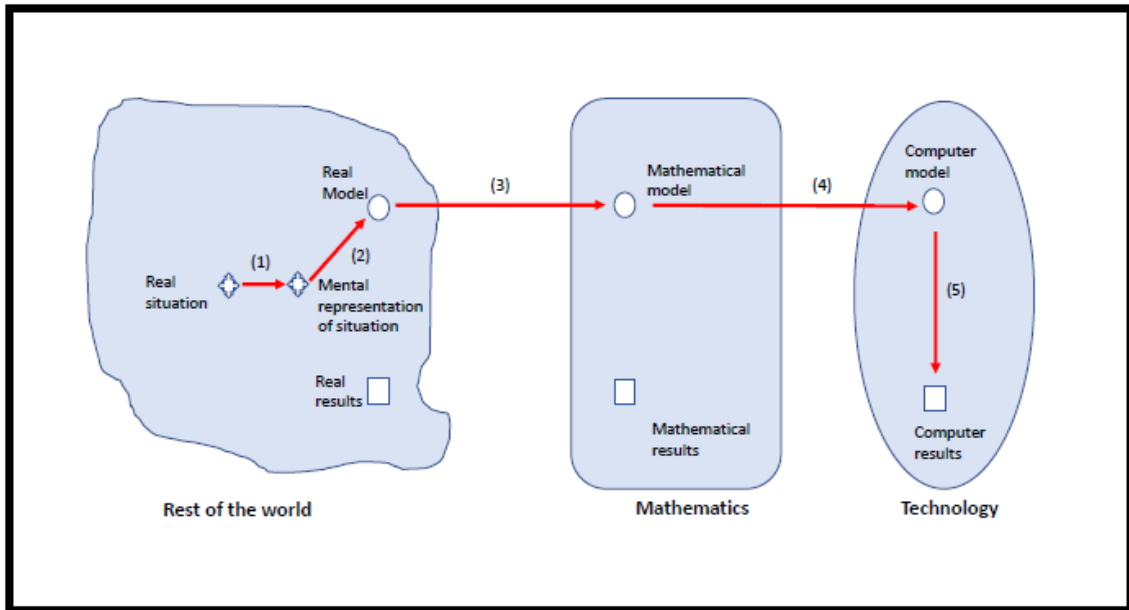 Real
Model
(3)
Mathematical
model
(4)
Computer
model
(1)
(2)
Real
situation
Mental
representation
of situation
(5)
Real
results
Mathematical
results
Computer
results
Rest of the world
Mathematics
Technology